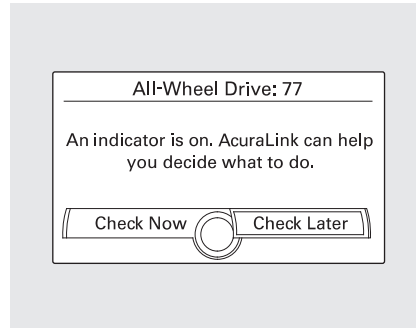 All-Wheel Drive: 77
An indicator is on. AcuraLink can help
you decide what to do.
Check Now Check Later